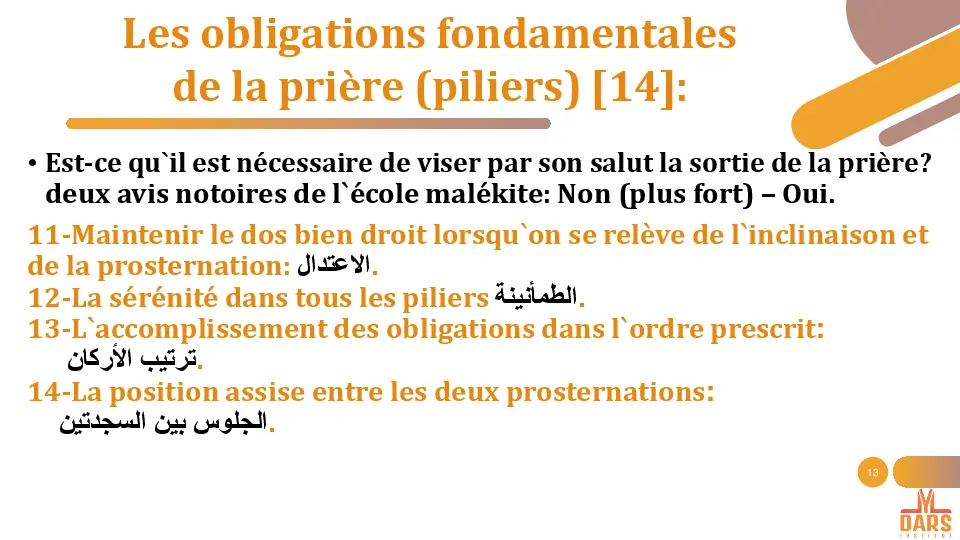 Les obligations fondamentales
de la prière (piliers) [14]:
• Est-ce qu`il est nécessaire de viser par son salut la sortie de la prière?
deux avis notoires de l`école malékite: Non (plus fort) – Oui.
11-Maintenir le dos bien droit lorsqu`on se relève de l`inclinaison et
de la prosternation: الاعتدال.
12-La sérénité dans tous les piliers الطمأنينة.
13-L`accomplissement des obligations dans l`ordre prescrit:
ترتيب الأركان.
14-La position assise entre les deux prosternations:
الجلوس بين السجدتين.
13
DARS
INSTITUT